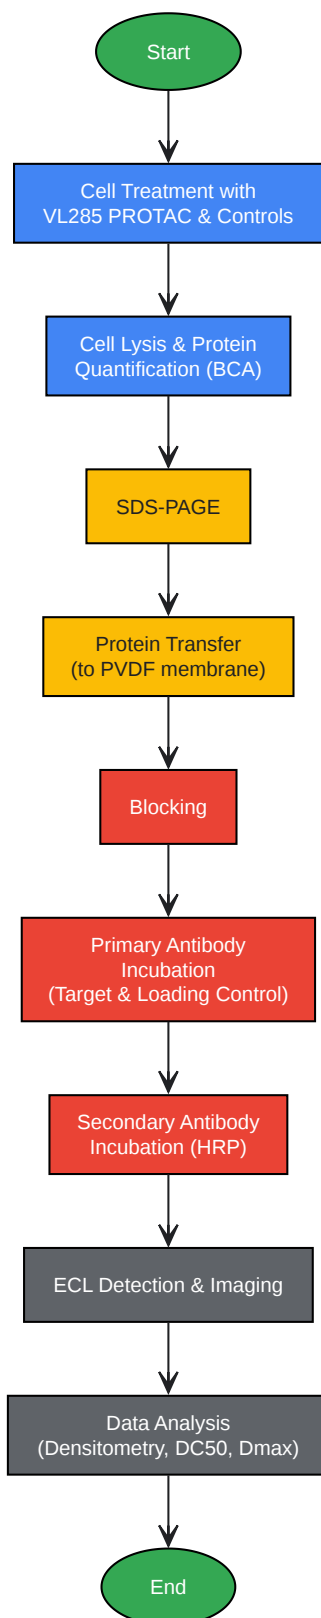 Start
Cell Treatment with
VL285 PROTAC & Controls
Cell Lysis & Protein
Quantification (BCA)
SDS-PAGE
Protein Transfer
(to PVDF membrane)
Blocking
Primary Antibody
Incubation
(Target & Loading Control)
Secondary Antibody
Incubation (HRP)
ECL Detection & Imaging
Data Analysis
(Densitometry, DC50, Dmax)
End